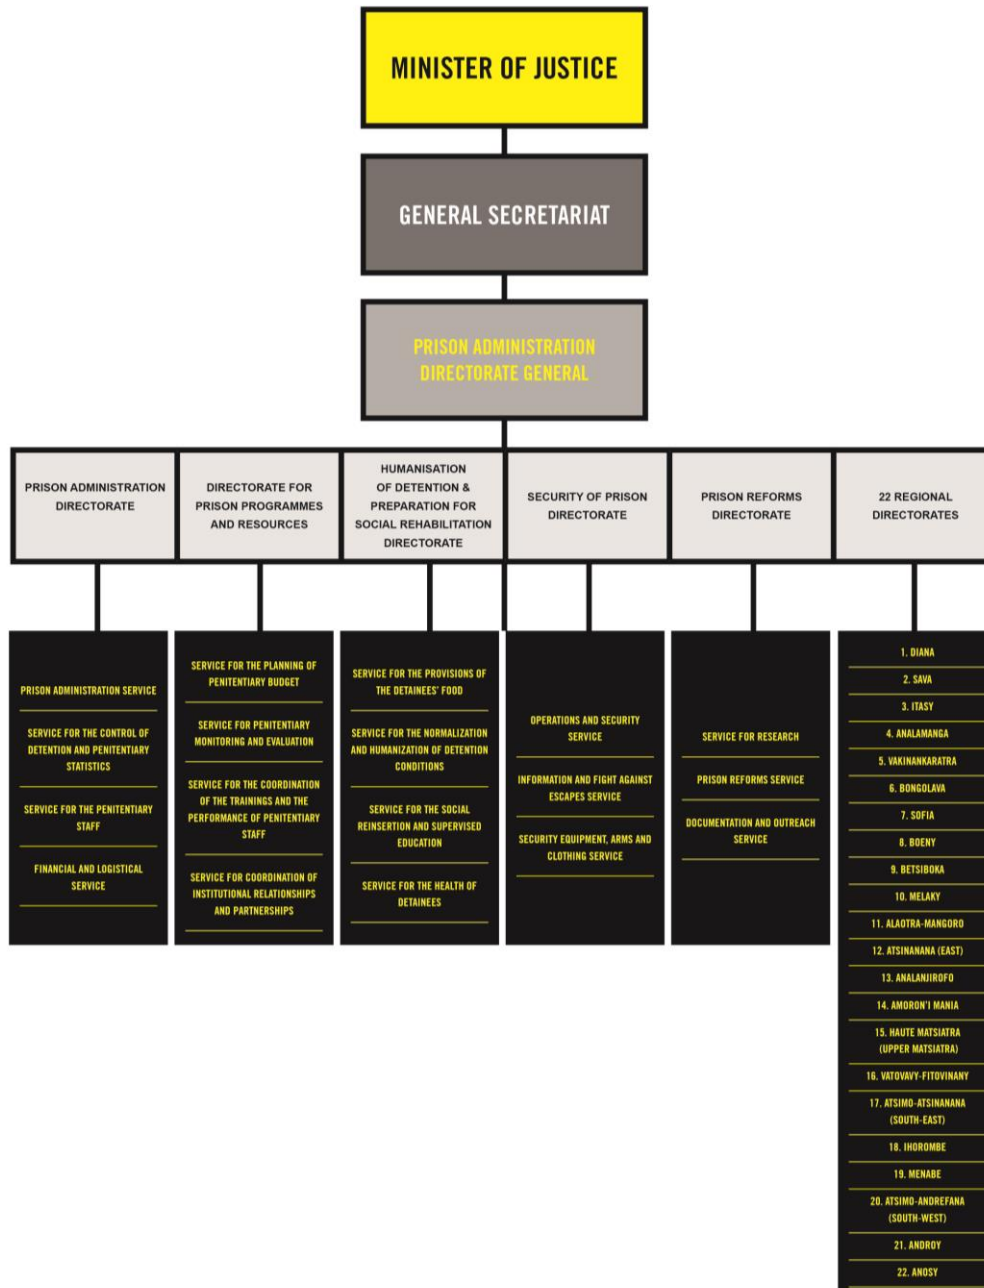 MINISTER OF JUSTICE
GENERAL SECRETARIAT
PRISON ADMINISTRATION
DIRECTORATE GENERAL
PRISON ADMINISTRATION
DIRECTORATE
DIRECTORATE FOR
PRISON PROGRAMMES
AND RESOURCES
HUMANISATION
OF DETENTION &
PREPARATION FOR
SOCIAL REHABILITATION
DIRECTORATE
SECURITY OF PRISON
DIRECTORATE
PRISON REFORMS
DIRECTORATE
22 REGIONAL
DIRECTORATES
PRISON ADMINISTRATION SERVICE
SERVICE FOR THE CONTROL OF
DETENTION AND PENITENTIARY
STATISTICS
SERVICE FOR THE PENITENTIARY
STAFF
FINANCIAL AND LOGISTICAL
SERVICE
SERVICE FOR THE PLANNING OF
PENITENTIARY BUDGET
SERVICE FOR PENITENTIARY
MONITORING AND EVALUATION
SERVICE FOR THE COORDINATION
OF THE TRAININGS AND THE
PERFORMANCE OF PENITENTIARY
STAFF
SERVICE FOR COORDINATION OF
INSTITUTIONAL RELATIONSHIPS
AND PARTNERSHIPS
SERVICE FOR THE PROVISIONS OF
THE DETAINEES' FOOD
SERVICE FOR THE NORMALIZATION
AND HUMANIZATION OF DETENTION
CONDITIONS
SERVICE FOR THE SOCIAL
REINSERTION AND SUPERVISED
EDUCATION
SERVICE FOR THE HEALTH OF
DETAINEES
OPERATIONS AND SECURITY
SERVICE
INFORMATION AND FIGHT AGAINST
ESCAPES SERVICE
SECURITY EQUIPMENT, ARMS AND
CLOTHING SERVICE
SERVICE FOR RESEARCH
PRISON REFORMS SERVICE
DOCUMENTATION AND OUTREACH
SERVICE
1. DIANA
2. SAVA
3. ITASY
4. ANALAMANGA
5. VAKINANKARATRA
6. BONGOLAVA
7. SOFIA
8. BOENY
9. BETSIBOKA
10. MELAKY
11. ALAOTRA-MANGORO
12. ATSINANANA (EAST)
13. ANALANJIROFO
14. AMORON'I MANIA
15. HAUTE MATSIATRA
(UPPER MATSIATRA)
16. VATOVAVY-FITOVINANY
17. ATSIMO-ATSINANANA
(SOUTH-EAST)
18. IHOROMBE
19. MENABE
20. ATSIMO-ANDREFANA
(SOUTH-WEST)
21. ANDROY
22. ANOSY